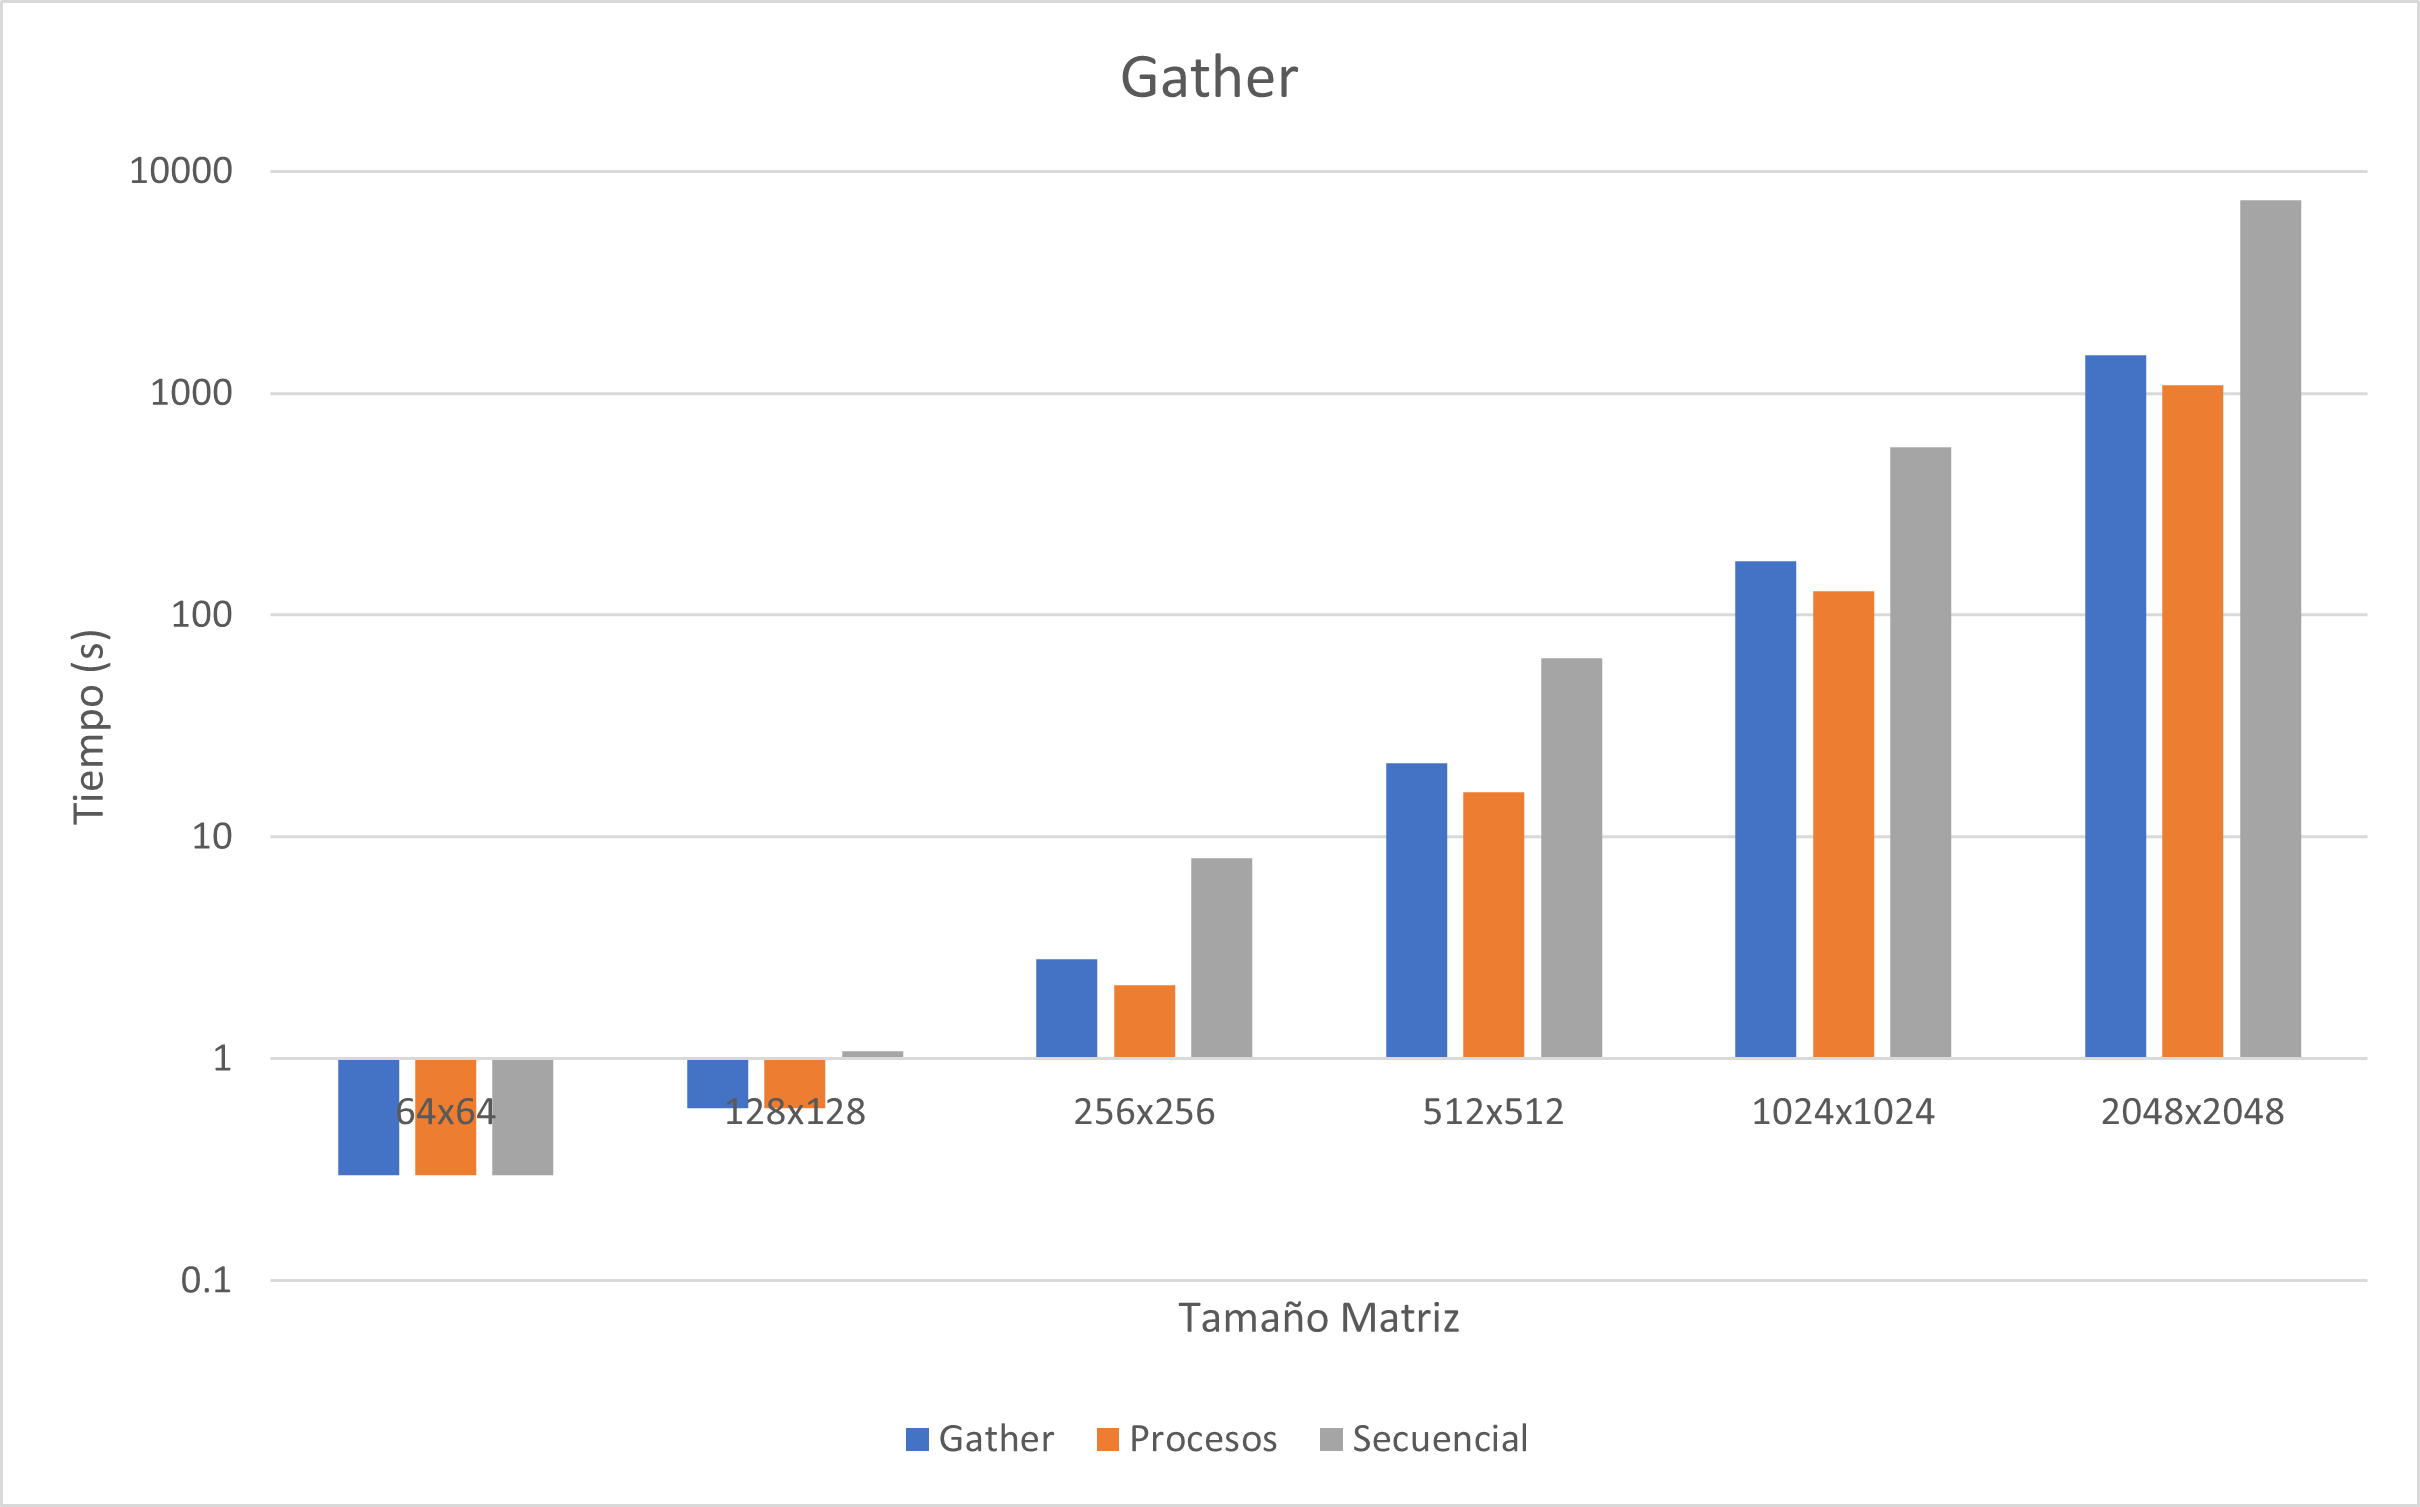 Gather
10000
1000
100
10
1
0.1
Tiempo (s)
64x64 128x128 256x256 512x512 1024x1024 2048x2048
Tamaño Matriz
Gather Procesos Secuencial